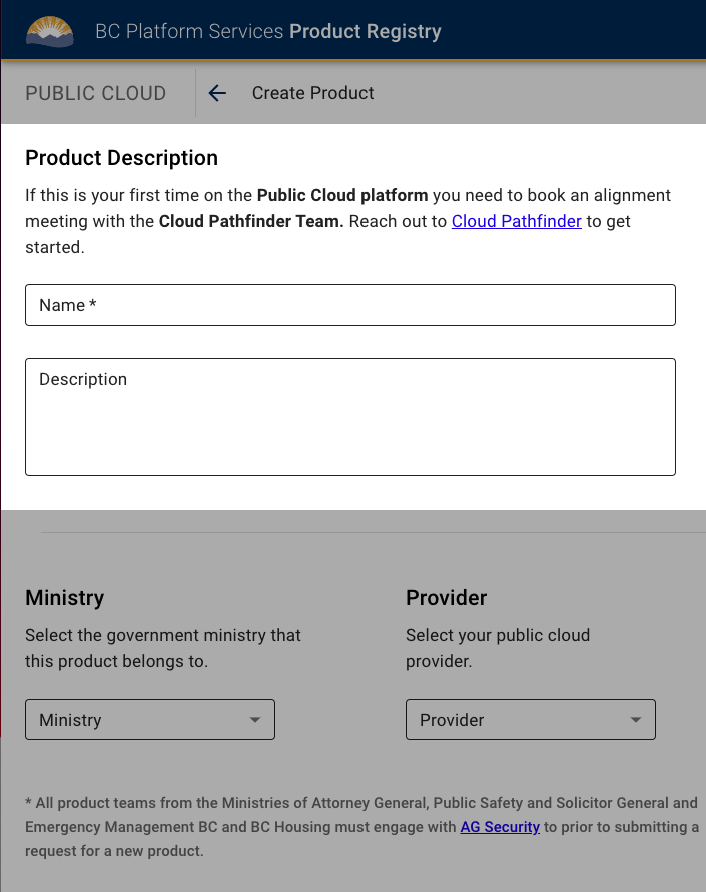 BC Platform Services Product Registry
PUBLIC CLOUD
Create Product
Product Description
If this is your first time on the Public Cloud platform you need to book an alignment
meeting with the Cloud Pathfinder Team. Reach out to Cloud Pathfinder to get
started.
Name *
Description
Ministry
Select the government ministry that
this product belongs to.
Ministry
Provider
Select your public cloud
provider.
Provider
* All product teams from the Ministries of Attorney General, Public Safety and Solicitor General and
Emergency Management BC and BC Housing must engage with AG Security to prior to submitting a
request for a new product.